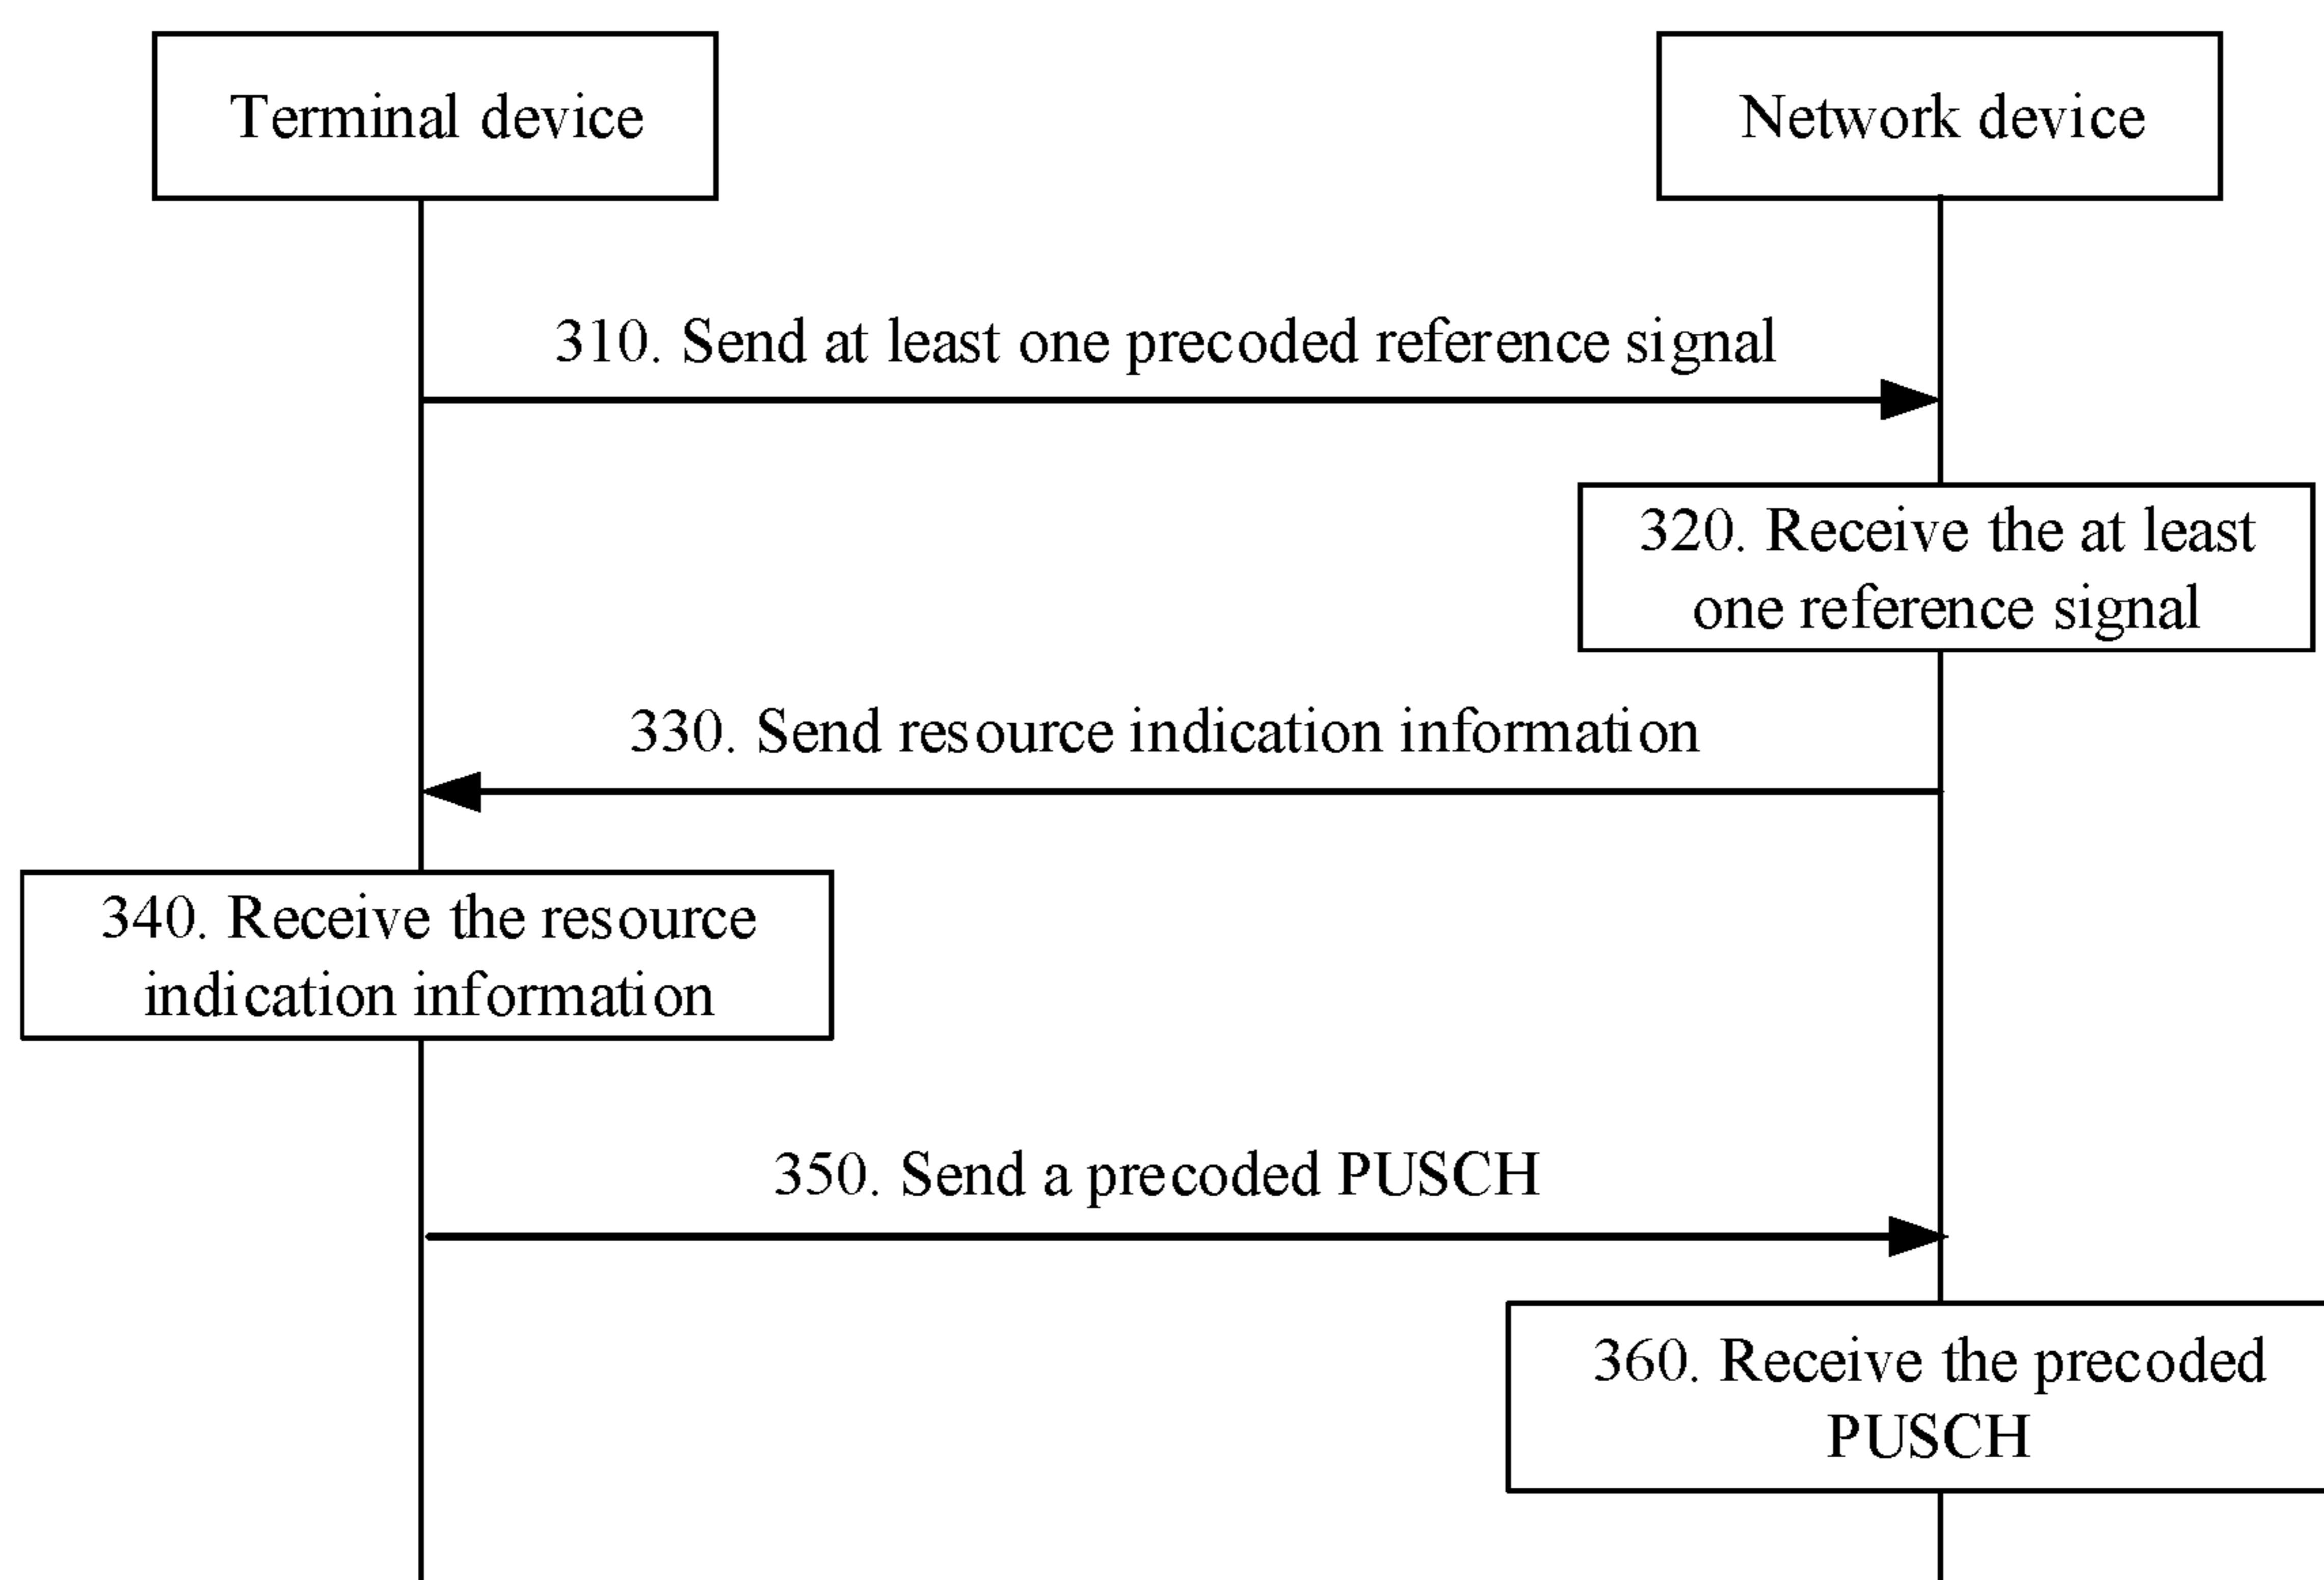 Terminal device
Network device
310. Send at least one precoded reference signal
320. Receive the at least
one reference signal
330. Send resource indication information
340. Receive the resource
indication information
350. Send a precoded PUSCH
360. Receive the precoded
PUSCH